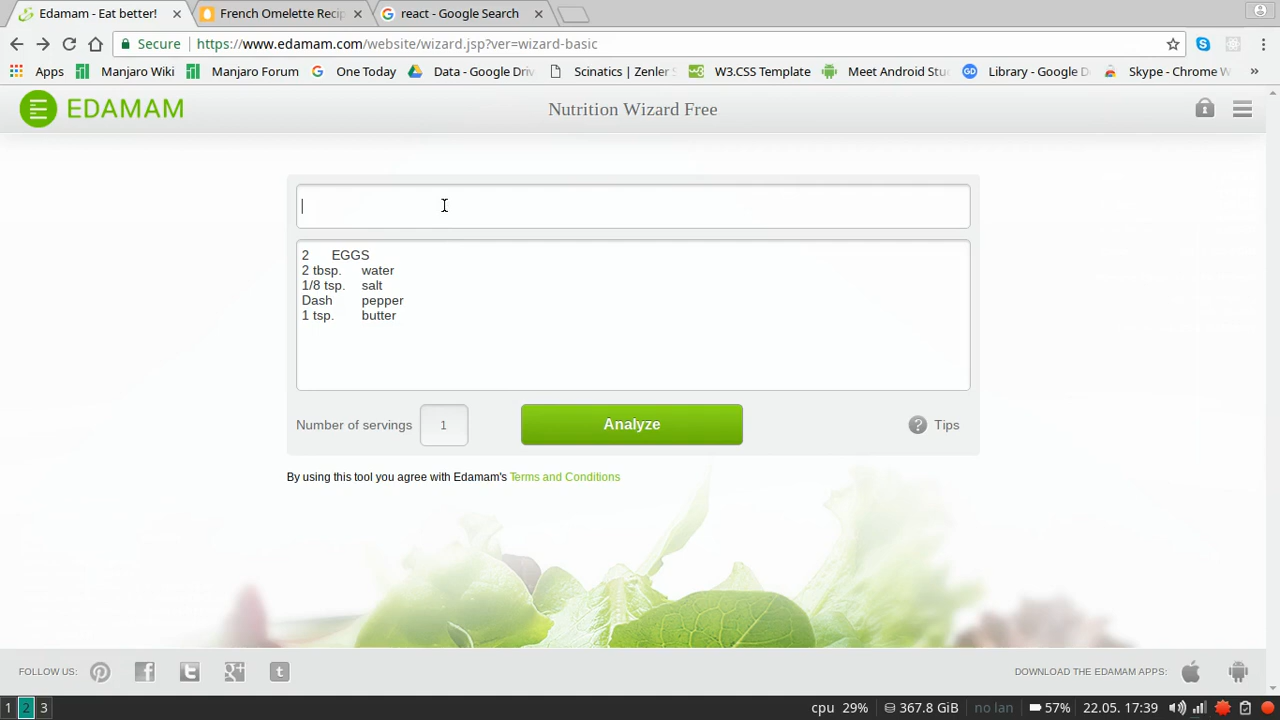 Edamam - Eat better!
French Omelette Recip
react - Google Search
Secure https://www.edamam.com/website/wizard.jsp?ver=wizard-basic
Apps Manjaro Wiki Manjaro Forum One Today Data - Google Driv Scinatics | Zenler S W3.CSS Template Meet Android Stu Library - Google D Skype - Chrome W »
EDAMAM
Nutrition Wizard Free
2 EGGS
2 tbsp. water
1/8 tsp. salt
Dash pepper
1 tsp. butter
Number of servings 1 Analyze ? Tips
By using this tool you agree with Edamam's Terms and Conditions
FOLLOW US: DOWNLOAD THE EDAMAM APPS:
1 2 3 cpu 29% 367.8 GiB no lan 57% 22.05. 17:39